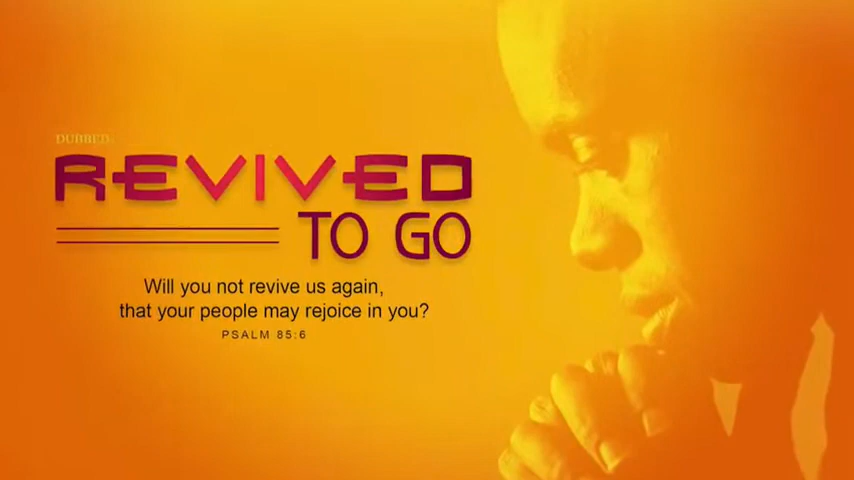 DUBBED.
REVIVED
TO GO
Will you not revive us again,
that your people may rejoice in you?
PSALM 85:6